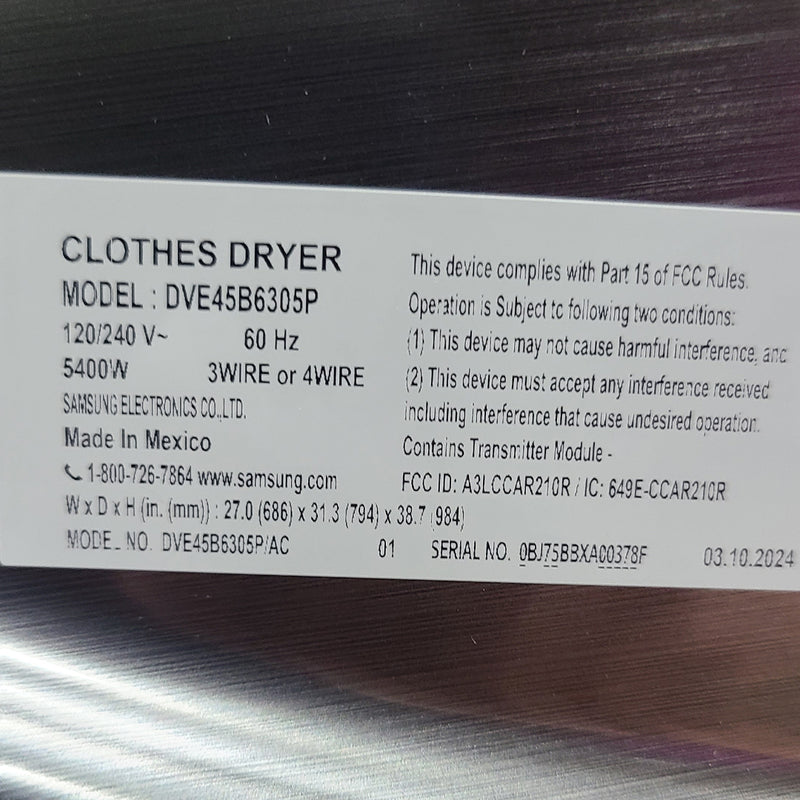 CLOTHES DRYER
MODEL : DVE45B6305P
120/240 V~ 60 Hz
5400W 3WIRE or 4WIRE
SAMSUNG ELECTRONICS CO.,LTD.
Made In Mexico
1-800-726-7864 www.samsung.com
This device complies with Part 15 of FCC Rules.
Operation is Subject to following two conditions:
(1) This device may not cause harmful interference, and
(2) This device must accept any interference received
including interference that cause undesired operation.
Contains Transmitter Module -
FCC ID: A3LCCAR210R / IC: 649E-CCAR210R
W x D x H (in. (mm)) : 27.0 (686) x 31.3 (794) x 38.7 (984)
MODEL NO. DVE45B6305P/AC 01 SERIAL NO. 0BJ75BBXA00378F 03.10.2024